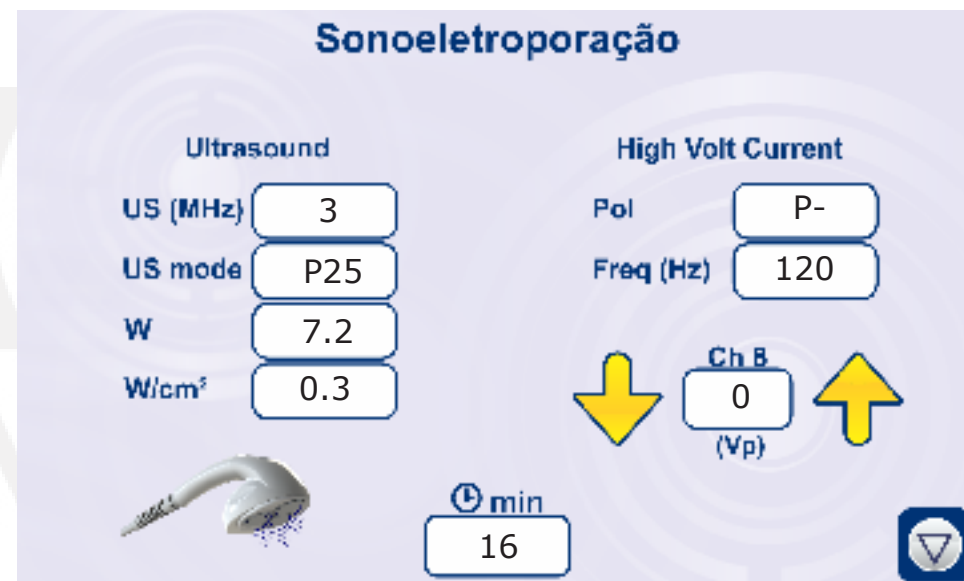 Sonoeletroporação
Ultrasound
US (MHz) 3
US mode P25
W 7.2
W/cm² 0.3
High Volt Current
Pol P-
Freq (Hz) 120
Ch B
0
(Vp)
min
16